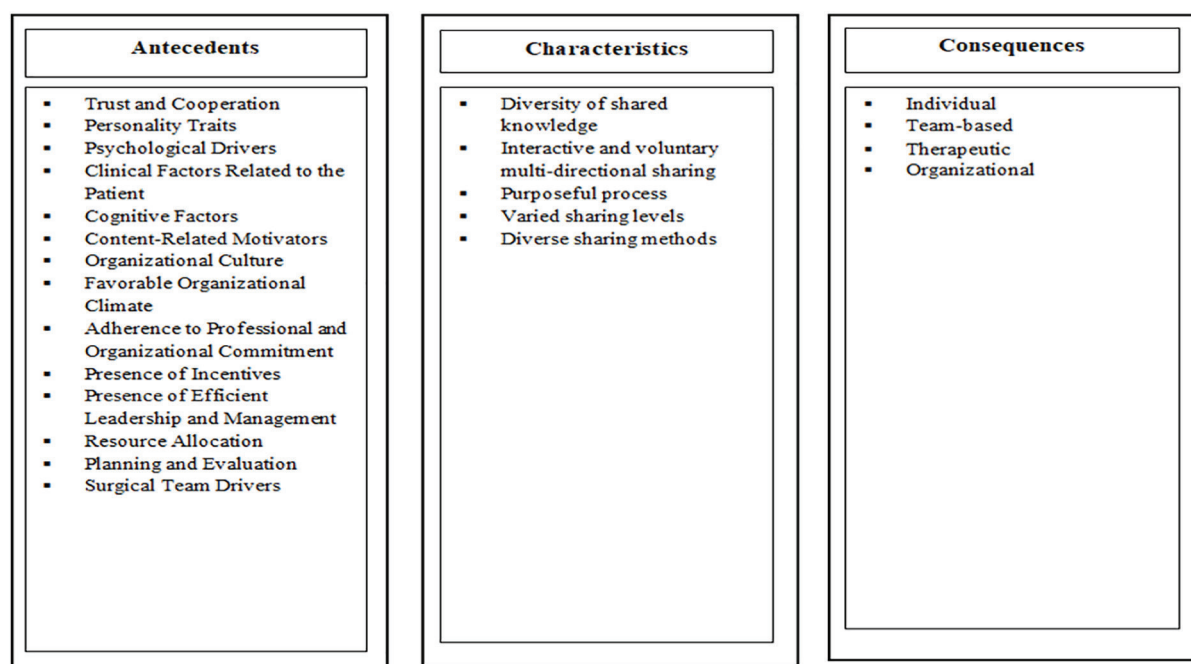 Antecedents
▪ Trust and Cooperation
▪ Personality Traits
▪ Psychological Drivers
▪ Clinical Factors Related to the
Patient
▪ Cognitive Factors
▪ Content-Related Motivators
▪ Organizational Culture
▪ Favorable Organizational
Climate
▪ Adherence to Professional and
Organizational Commitment
▪ Presence of Incentives
▪ Presence of Efficient
Leadership and Management
▪ Resource Allocation
▪ Planning and Evaluation
▪ Surgical Team Drivers
Characteristics
▪ Diversity of shared
knowledge
▪ Interactive and voluntary
multi-directional sharing
▪ Purposeful process
▪ Varied sharing levels
▪ Diverse sharing methods
Consequences
▪ Individual
▪ Team-based
▪ Therapeutic
▪ Organizational